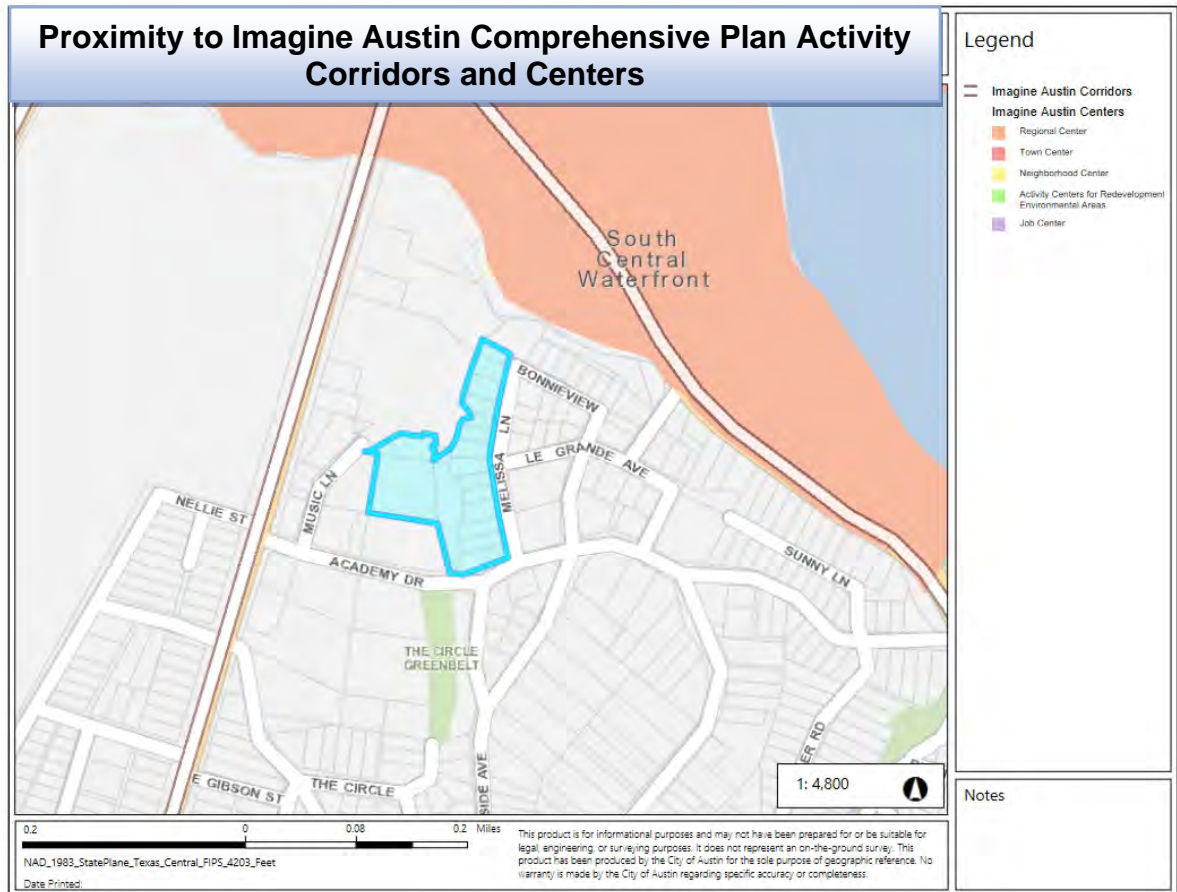 Proximity to Imagine Austin Comprehensive Plan Activity
Corridors and Centers
Legend
Imagine Austin Corridors
Imagine Austin Centers
Regional Center
Town Center
Neighborhood Center
Activity Centers for Redevelopment
Environmental Areas
Job Center
South
Central
Waterfront
BONNIEVIEW
MELISSA LN
LE GRANDE AVE
MUSIC LN
NELLIE ST
ACADEMY DR
SUNNY LN
THE CIRCLE
GREENBELT
ER RD
E GIBSON ST
THE CIRCLE
SIDE AVE
1: 4,800
Notes
0.2
0
0.08
0.2 Miles
NAD_1983_StatePlane_Texas_Central_FIPS_4203_Feet
Date Printed:
This product is for informational purposes and may not have been prepared for or be suitable for
legal, engineering, or surveying purposes. It does not represent an on-the-ground survey. This
product has been produced by the City of Austin for the sole purpose of geographic reference. No
warranty is made by the City of Austin regarding specific accuracy or completeness.